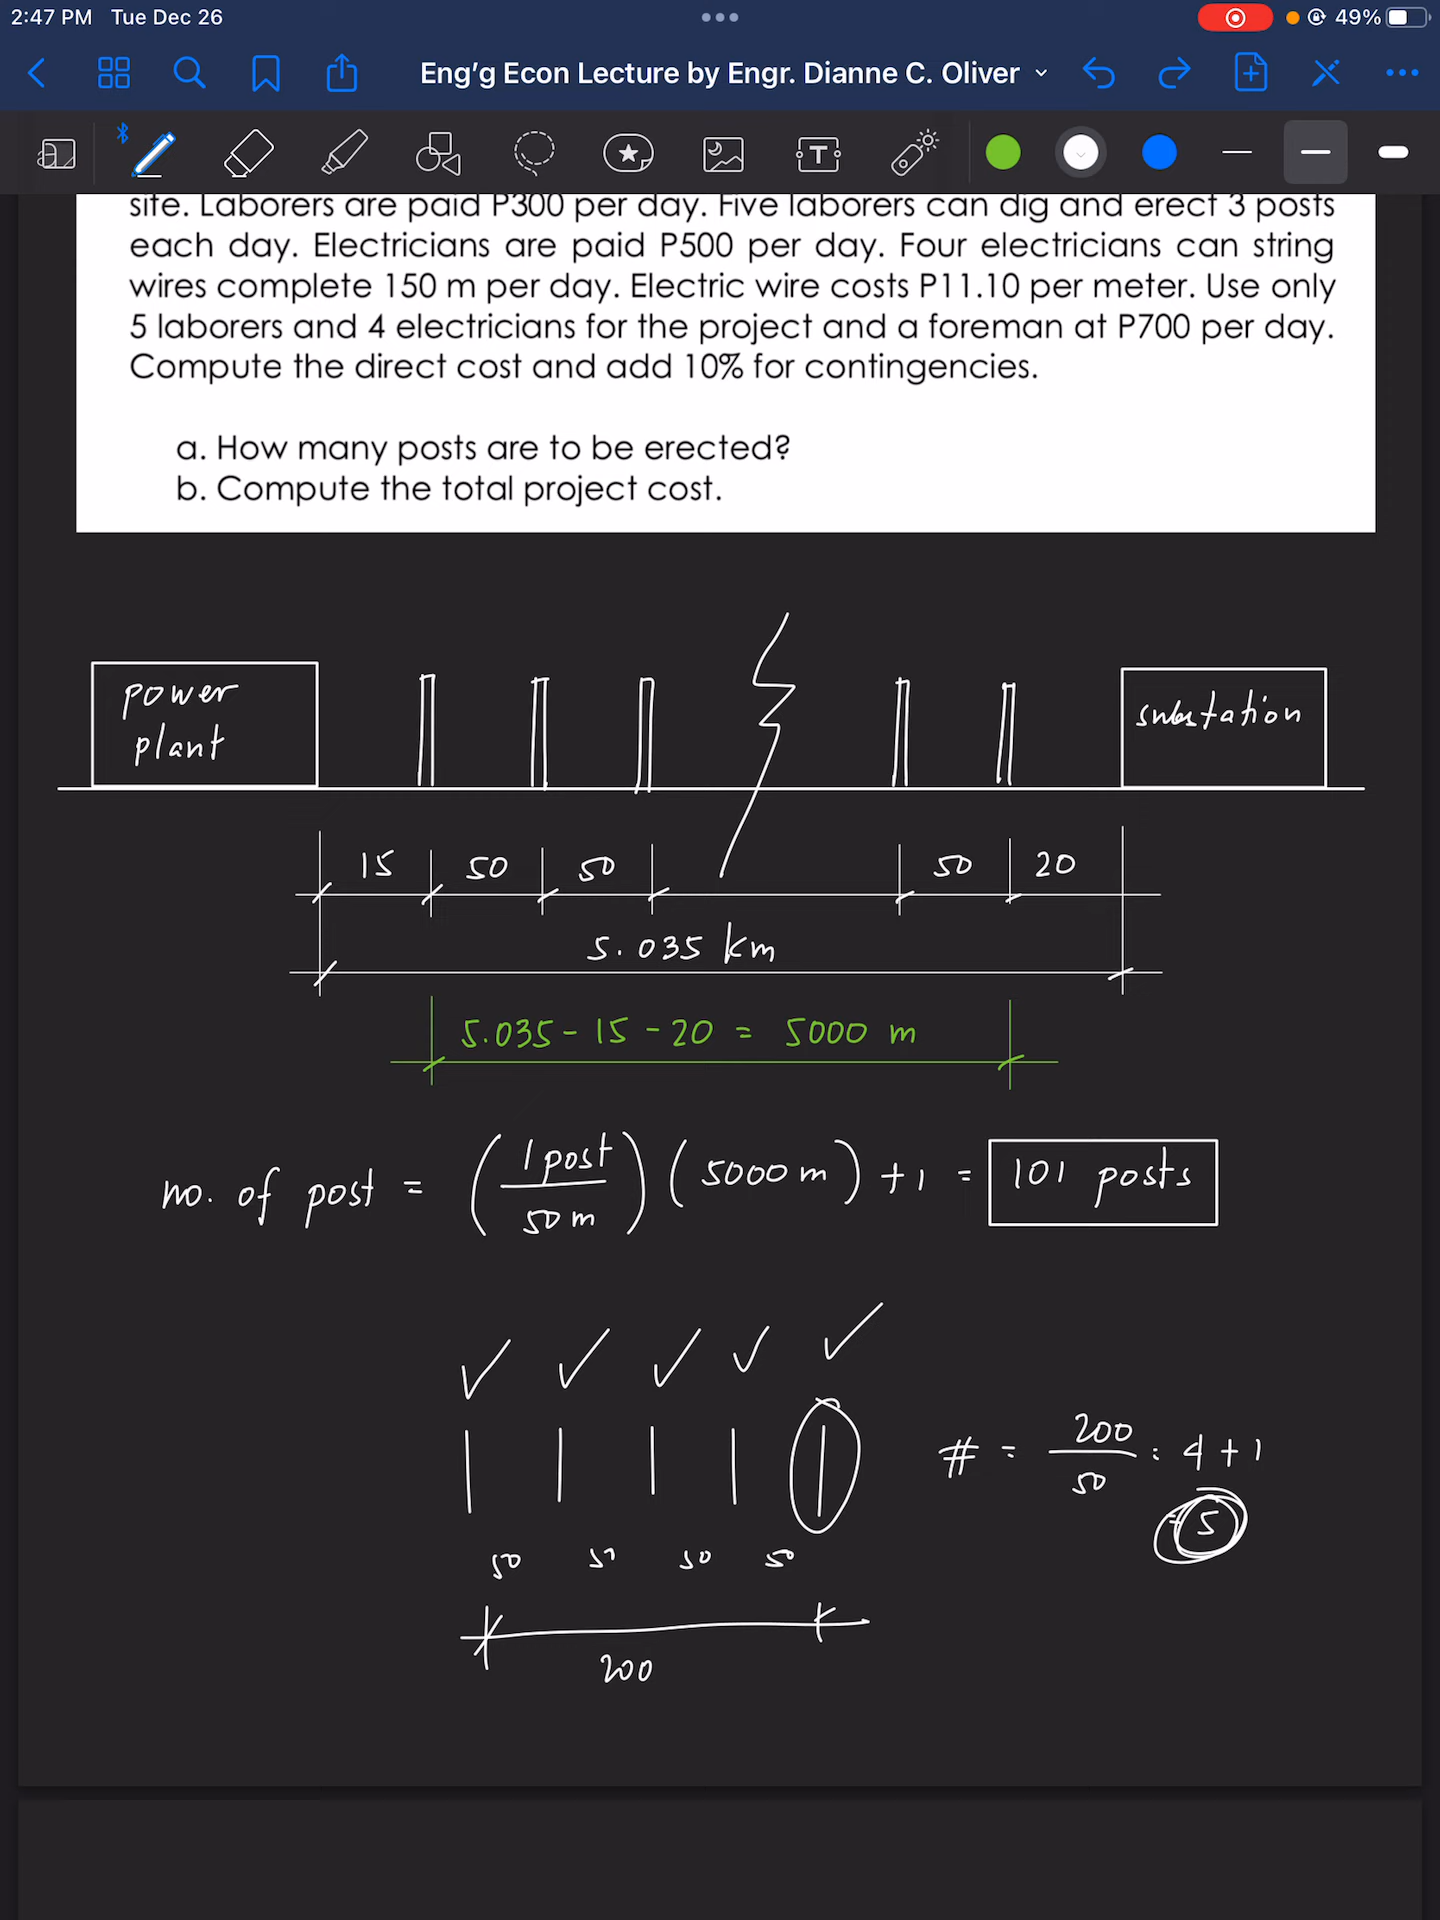 2:47 PM Tue Dec 26
49%
Eng'g Econ Lecture by Engr. Dianne C. Oliver
site. Laborers are paid P300 per day. Five laborers can dig and erect 3 posts
each day. Electricians are paid P500 per day. Four electricians can string
wires complete 150 m per day. Electric wire costs P11.10 per meter. Use only
5 laborers and 4 electricians for the project and a foreman at P700 per day.
Compute the direct cost and add 10% for contingencies.
a. How many posts are to be erected?
b. Compute the total project cost.
power
plant
substation
15 50 50 50 20
5.035 km
5.035 - 15 - 20 = 5000 m
no. of post = (1 post / 50 m) (5000 m) + 1 = 101 posts
# = 200 / 50 : 4 + 1
= 5
50 50 50 50
200